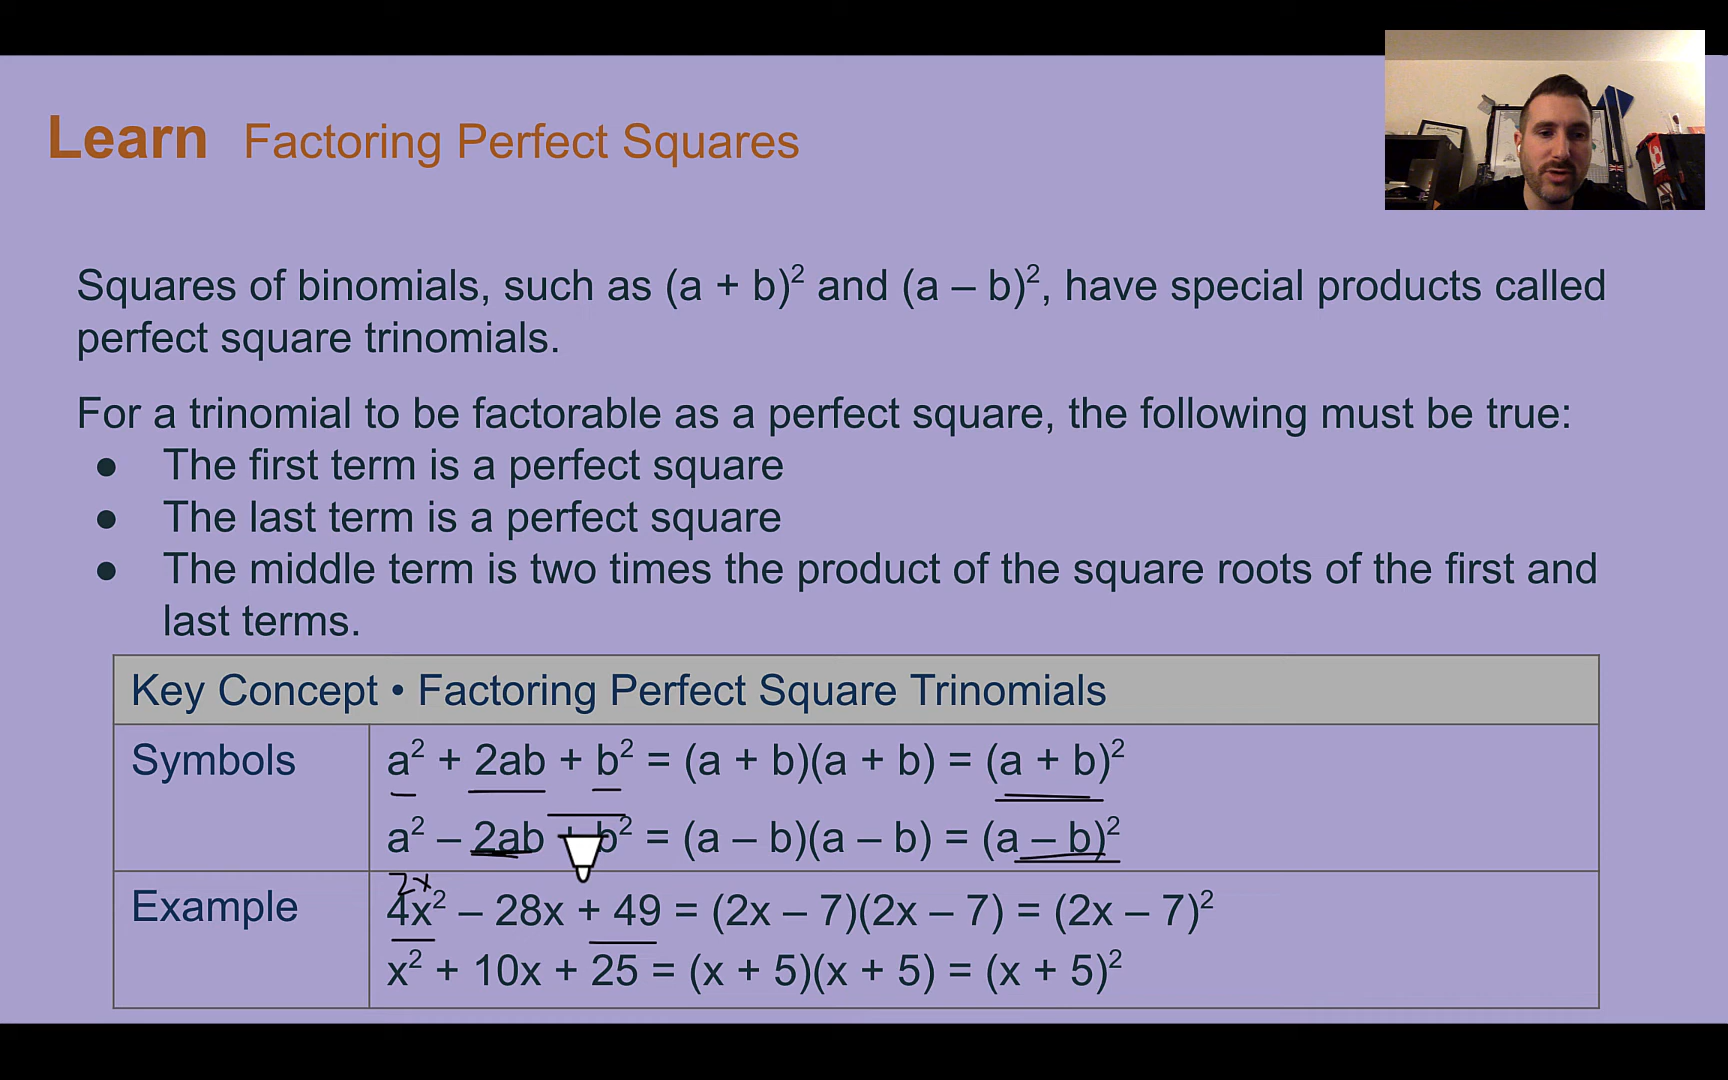 Learn Factoring Perfect Squares
Squares of binomials, such as (a + b)² and (a – b)², have special products called
perfect square trinomials.
For a trinomial to be factorable as a perfect square, the following must be true:
● The first term is a perfect square
● The last term is a perfect square
● The middle term is two times the product of the square roots of the first and
last terms.
Key Concept • Factoring Perfect Square Trinomials
Symbols a² + 2ab + b² = (a + b)(a + b) = (a + b)²
a² – 2ab + b² = (a – b)(a – b) = (a – b)²
2x
Example 4x² – 28x + 49 = (2x – 7)(2x – 7) = (2x – 7)²
x² + 10x + 25 = (x + 5)(x + 5) = (x + 5)²